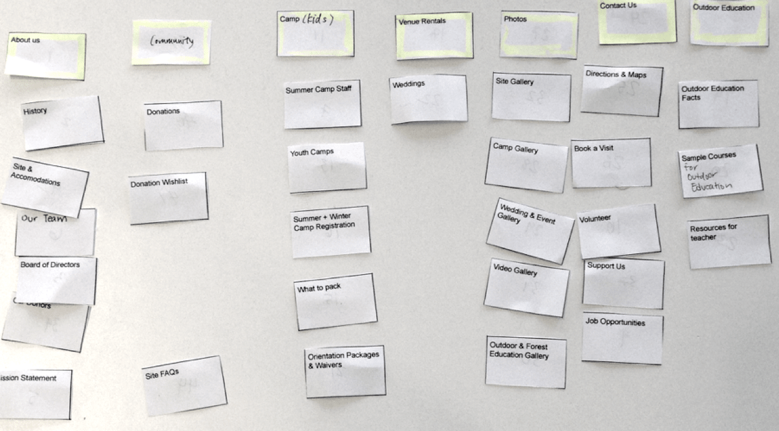 About us
History
Site &
Accomodations
Our Team
Board of Directors
ission Statement
Community
Donations
Donation Wishlist
Site FAQs
Camp (kids)
Summer Camp Staff
Youth Camps
Summer + Winter
Camp Registration
What to pack
Orientation Packages
& Waivers
Venue Rentals
Weddings
Photos
Site Gallery
Camp Gallery
Wedding & Event
Gallery
Video Gallery
Outdoor & Forest
Education Gallery
Contact Us
Directions & Maps
Book a Visit
Volunteer
Support Us
Job Opportunities
Outdoor Education
Outdoor Education
Facts
Sample Courses
for
Outdoor
Education
Resources for
teacher